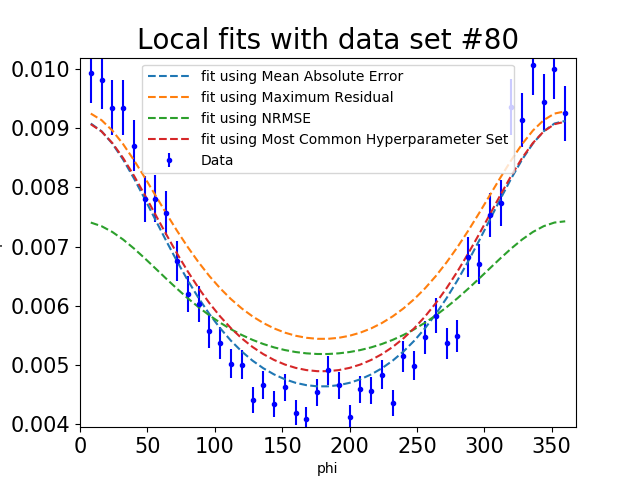 Local fits with data set #80
0.010
0.009
0.008
0.007
0.006
0.005
0.004
fit using Mean Absolute Error
fit using Maximum Residual
fit using NRMSE
fit using Most Common Hyperparameter Set
Data
0 50 100 150 200 250 300 350
phi